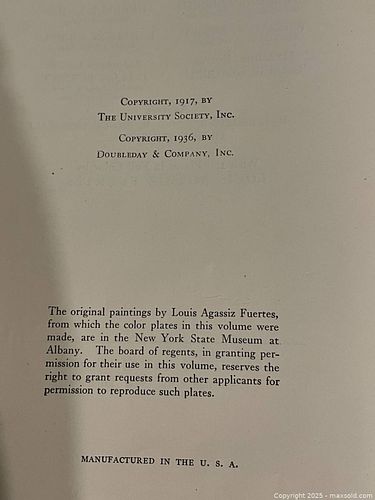 Copyright, 1917, by
The University Society, Inc.
Copyright, 1936, by
Doubleday & Company, Inc.
The original paintings by Louis Agassiz Fuertes,
from which the color plates in this volume were
made, are in the New York State Museum at
Albany. The board of regents, in granting per-
mission for their use in this volume, reserves the
right to grant requests from other applicants for
permission to reproduce such plates.
MANUFACTURED IN THE U. S. A.
Copyright 2025 - maxsold.com